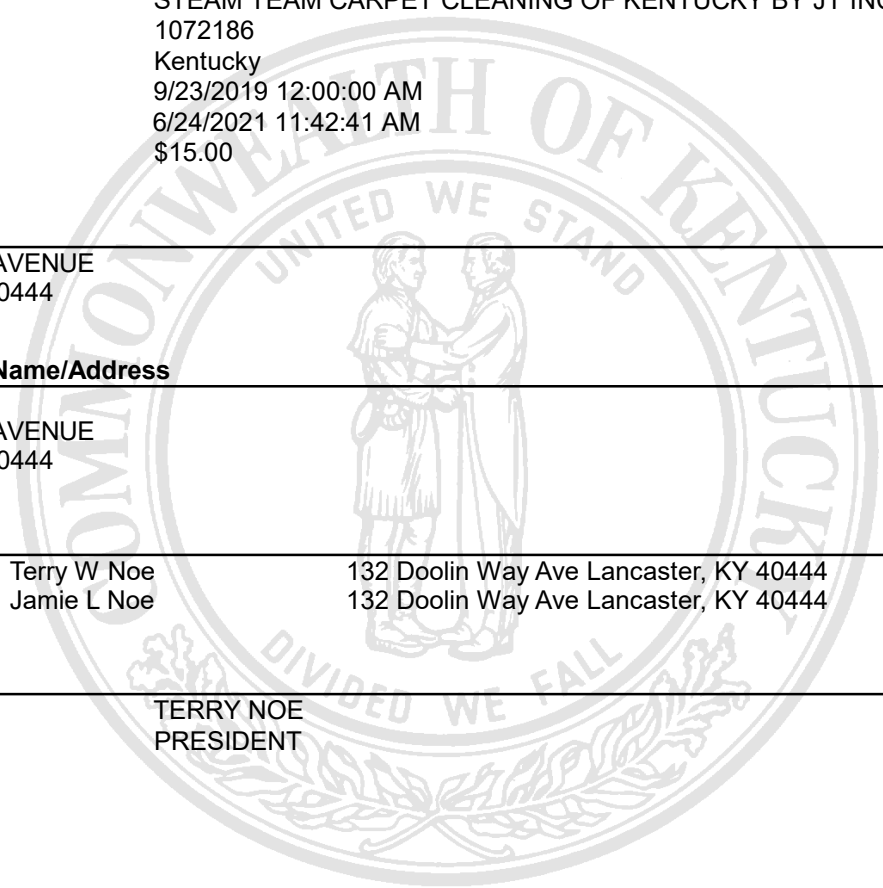 STEAM TEAM CARPET CLEANING OF KENTUCKY BY JT INC
1072186
Kentucky
9/23/2019 12:00:00 AM
6/24/2021 11:42:41 AM
$15.00
COMMONWEALTH OF KENTUCKY
UNITED WE STAND
AVENUE
0444
Name/Address
AVENUE
0444
Terry W Noe 132 Doolin Way Ave Lancaster, KY 40444
Jamie L Noe 132 Doolin Way Ave Lancaster, KY 40444
DIVIDED WE FALL
TERRY NOE
PRESIDENT